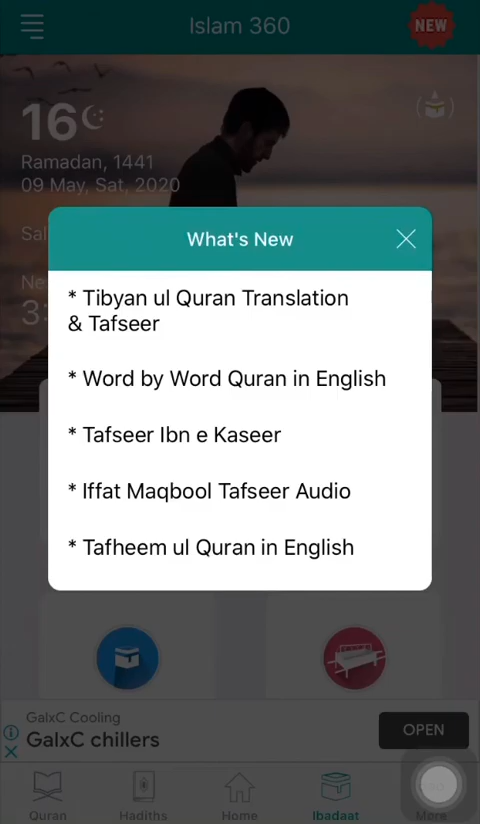 Islam 360
NEW
16
Ramadan, 1441
09 May, Sat, 2020
What's New
* Tibyan ul Quran Translation
& Tafseer
* Word by Word Quran in English
* Tafseer Ibn e Kaseer
* Iffat Maqbool Tafseer Audio
* Tafheem ul Quran in English
GalxC Cooling
GalxC chillers
OPEN
Quran
Hadiths
Home
Ibadaat
More